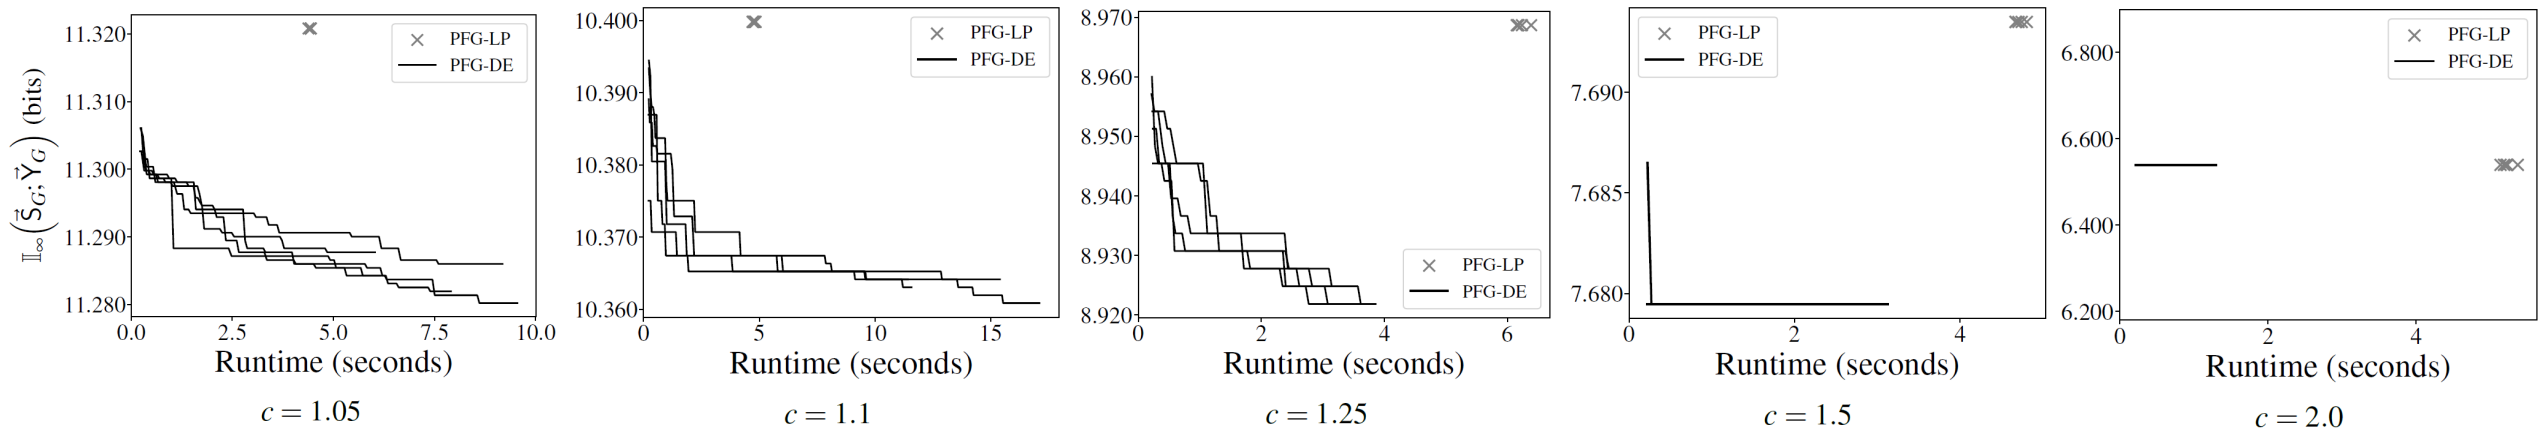 𝕀∞(S⃗G; Y⃗G) (bits)
11.320
11.310
11.300
11.290
11.280
0.0 2.5 5.0 7.5 10.0
Runtime (seconds)
PFG-LP
PFG-DE
c = 1.05
10.400
10.390
10.380
10.370
10.360
0 5 10 15
Runtime (seconds)
PFG-LP
PFG-DE
c = 1.1
8.970
8.960
8.950
8.940
8.930
8.920
0 2 4 6
Runtime (seconds)
PFG-LP
PFG-DE
c = 1.25
7.690
7.685
7.680
0 2 4
Runtime (seconds)
PFG-LP
PFG-DE
c = 1.5
6.800
6.600
6.400
6.200
0 2 4
Runtime (seconds)
PFG-LP
PFG-DE
c = 2.0